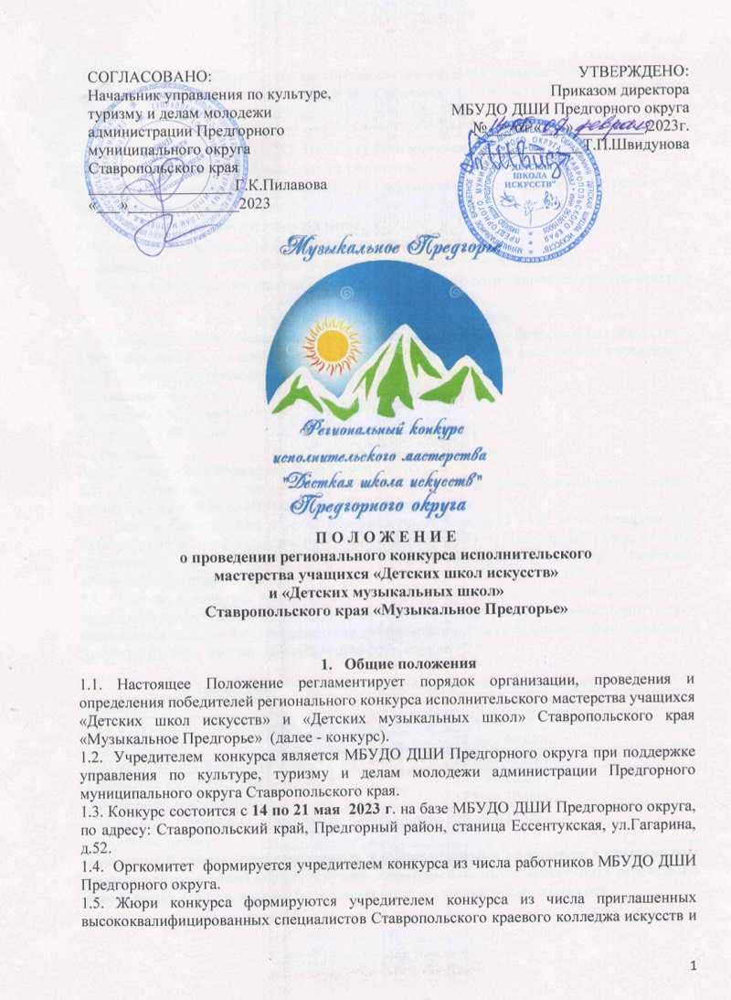 СОГЛАСОВАНО:
Начальник управления по культуре,
туризму и делам молодежи
администрации Предгорного
муниципального округа
Ставропольского края
Г.К.Пилавова
«___»______________2023
УТВЕРЖДЕНО:
Приказом директора
МБУДО ДШИ Предгорного округа
№ от « » февраля 2023г.
Г.П.Швидунова
ДЕТСКАЯ
ШКОЛА
ИСКУССТВ"
Музыкальное Предгорье
Региональный конкурс
исполнительского мастерства
"Десткая школа искусств"
Предгорного округа
П О Л О Ж Е Н И Е
о проведении регионального конкурса исполнительского
мастерства учащихся «Детских школ искусств»
и «Детских музыкальных школ»
Ставропольского края «Музыкальное Предгорье»
1. Общие положения
1.1. Настоящее Положение регламентирует порядок организации, проведения и
определения победителей регионального конкурса исполнительского мастерства учащихся
«Детских школ искусств» и «Детских музыкальных школ» Ставропольского края
«Музыкальное Предгорье» (далее - конкурс).
1.2. Учредителем конкурса является МБУДО ДШИ Предгорного округа при поддержке
управления по культуре, туризму и делам молодежи администрации Предгорного
муниципального округа Ставропольского края.
1.3. Конкурс состоится с 14 по 21 мая 2023 г. на базе МБУДО ДШИ Предгорного округа,
по адресу: Ставропольский край, Предгорный район, станица Ессентукская, ул.Гагарина,
д.52.
1.4. Оргкомитет формируется учредителем конкурса из числа работников МБУДО ДШИ
Предгорного округа.
1.5. Жюри конкурса формируются учредителем конкурса из числа приглашенных
высококвалифицированных специалистов Ставропольского краевого колледжа искусств и
1